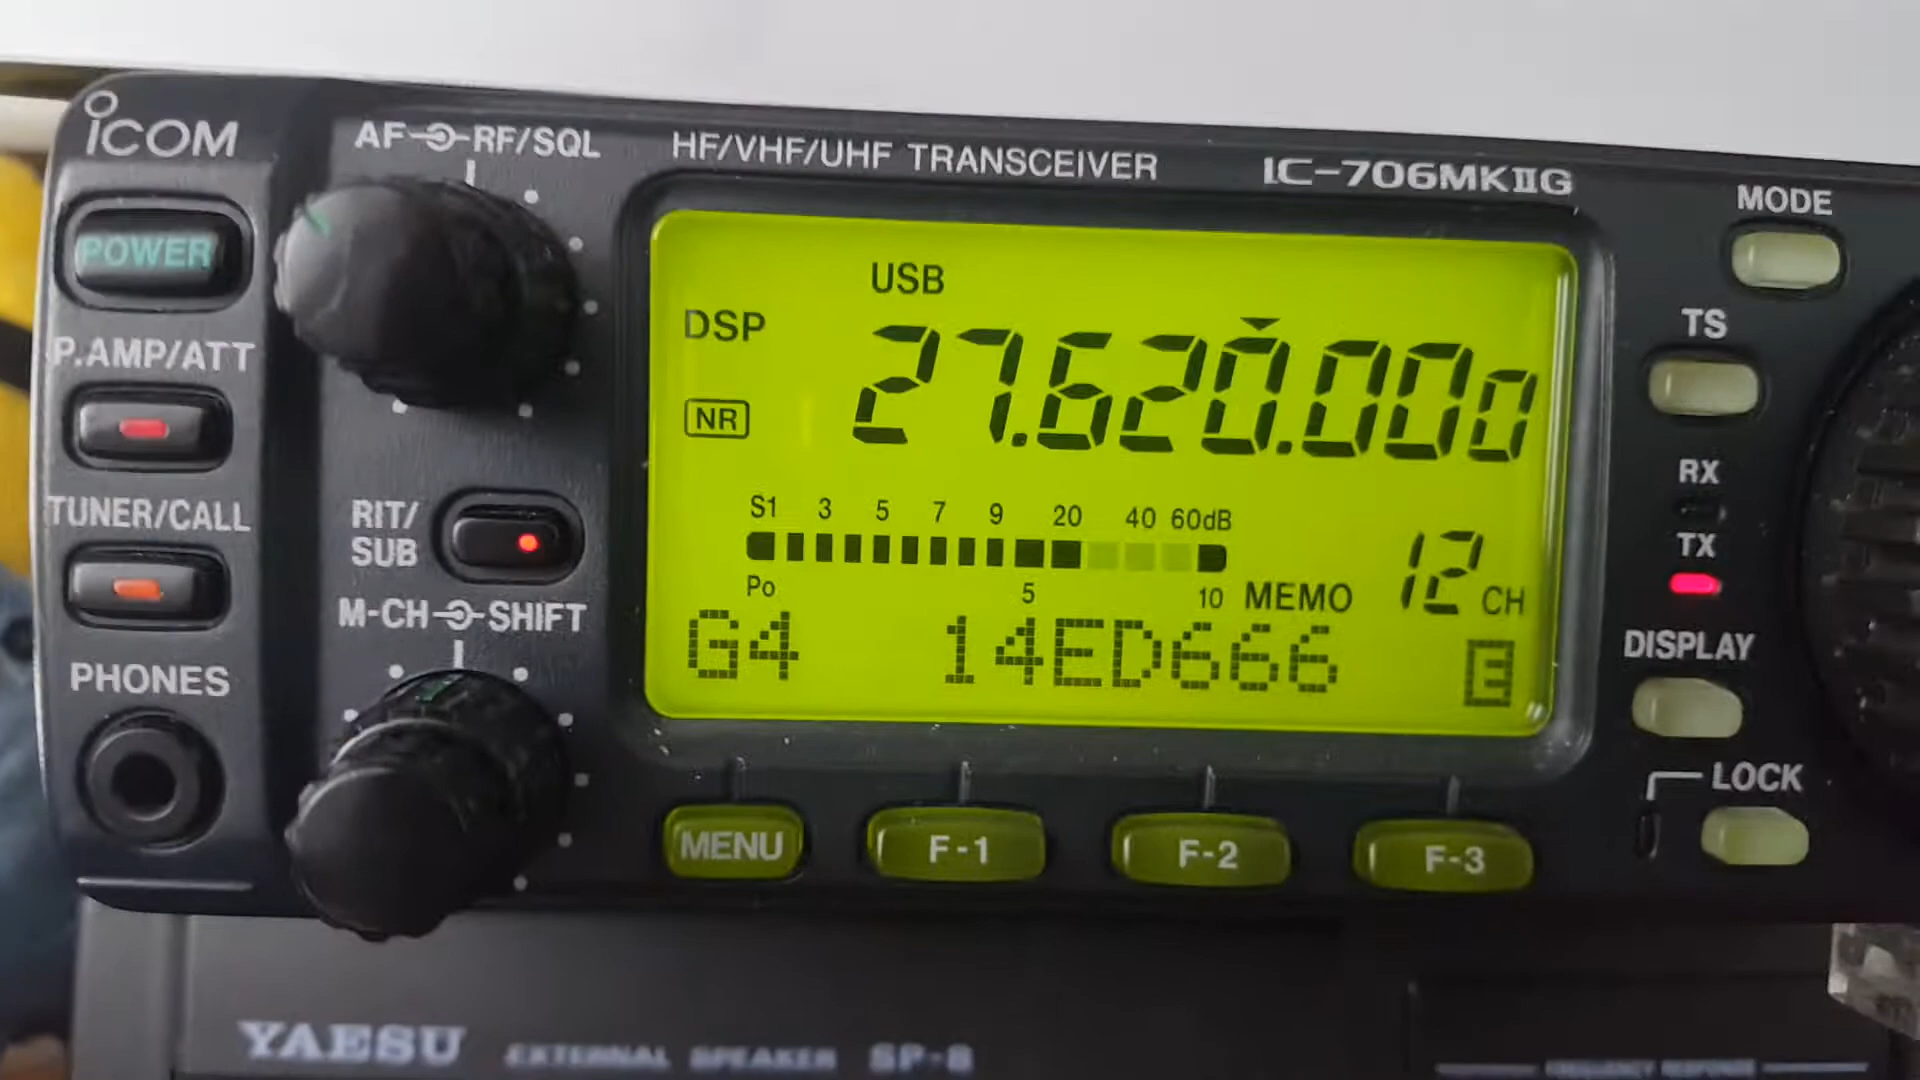 ICOM
AF RF/SQL
HF/VHF/UHF TRANSCEIVER
IC-706MKIIG
MODE
POWER
USB
DSP
27.620.000
TS
P.AMP/ATT
NR
RX
S1 3 5 7 9 20 40 60dB
TUNER/CALL
RIT/
SUB
TX
Po 5 10 MEMO 12 CH
M-CH SHIFT
G4 14ED666 E
DISPLAY
PHONES
LOCK
MENU F-1 F-2 F-3
YAESU EXTERNAL SPEAKER SP-8
FREQUENCY RESPONSE